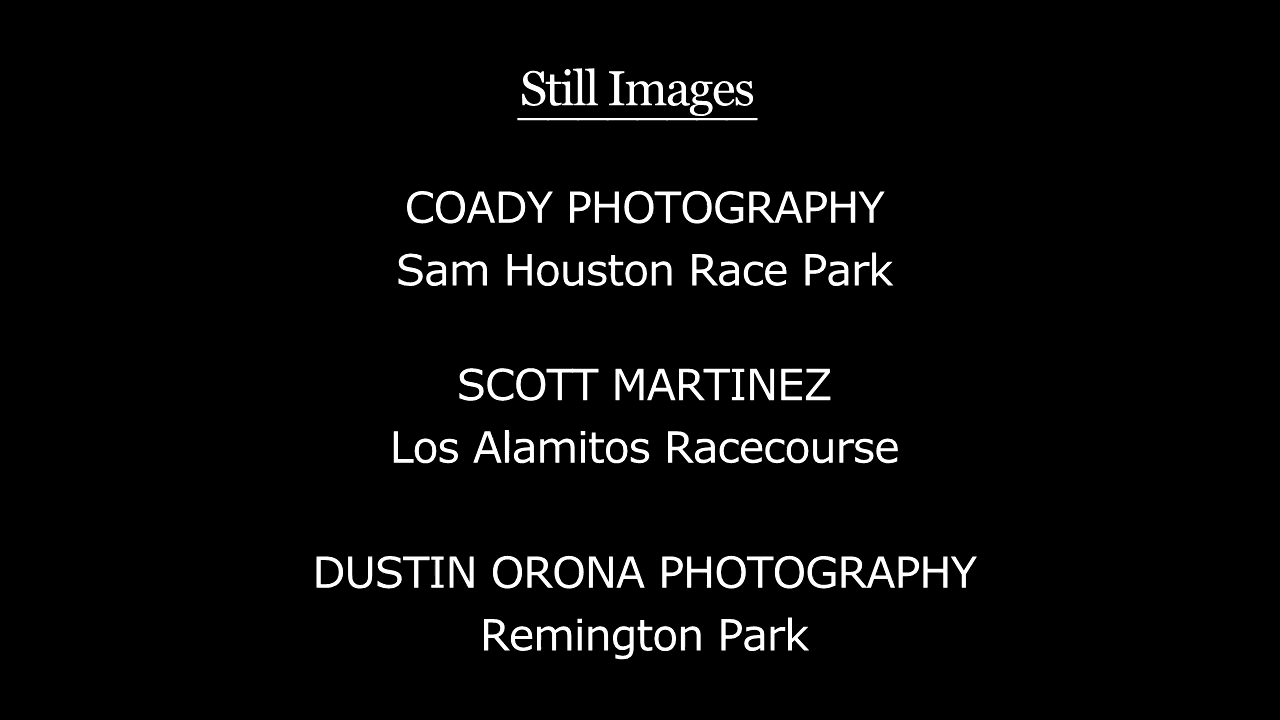 Still Images
COADY PHOTOGRAPHY
Sam Houston Race Park
SCOTT MARTINEZ
Los Alamitos Racecourse
DUSTIN ORONA PHOTOGRAPHY
Remington Park